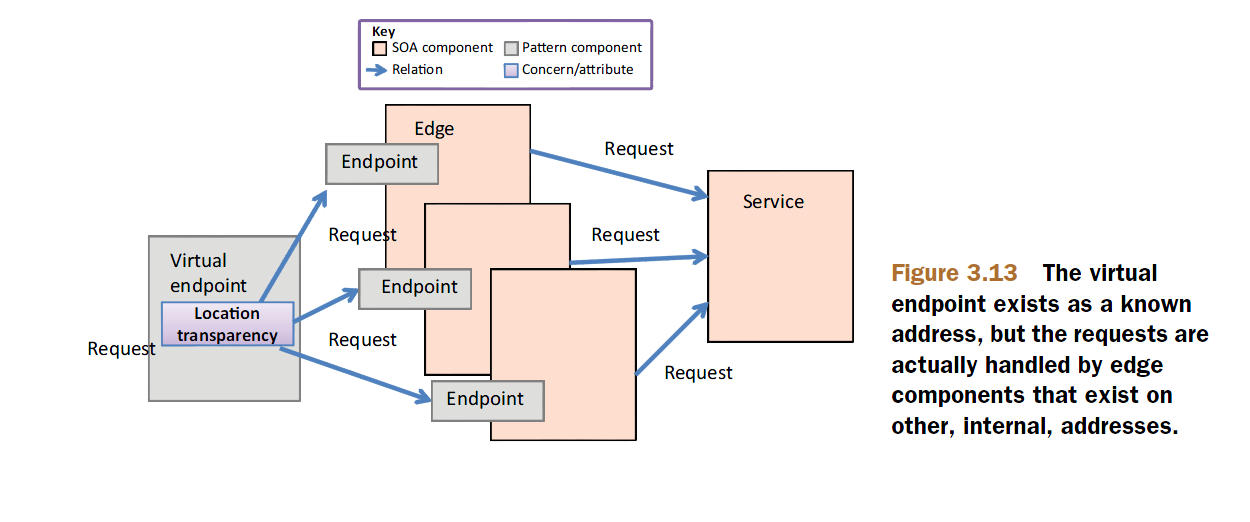 Key
SOA component
Pattern component
Relation
Concern/attribute
Edge
Endpoint
Request
Service
Request
Request
Virtual
endpoint
Endpoint
Location
transparency
Request
Request
Request
Endpoint
Figure 3.13 The virtual
endpoint exists as a known
address, but the requests are
actually handled by edge
components that exist on
other, internal, addresses.